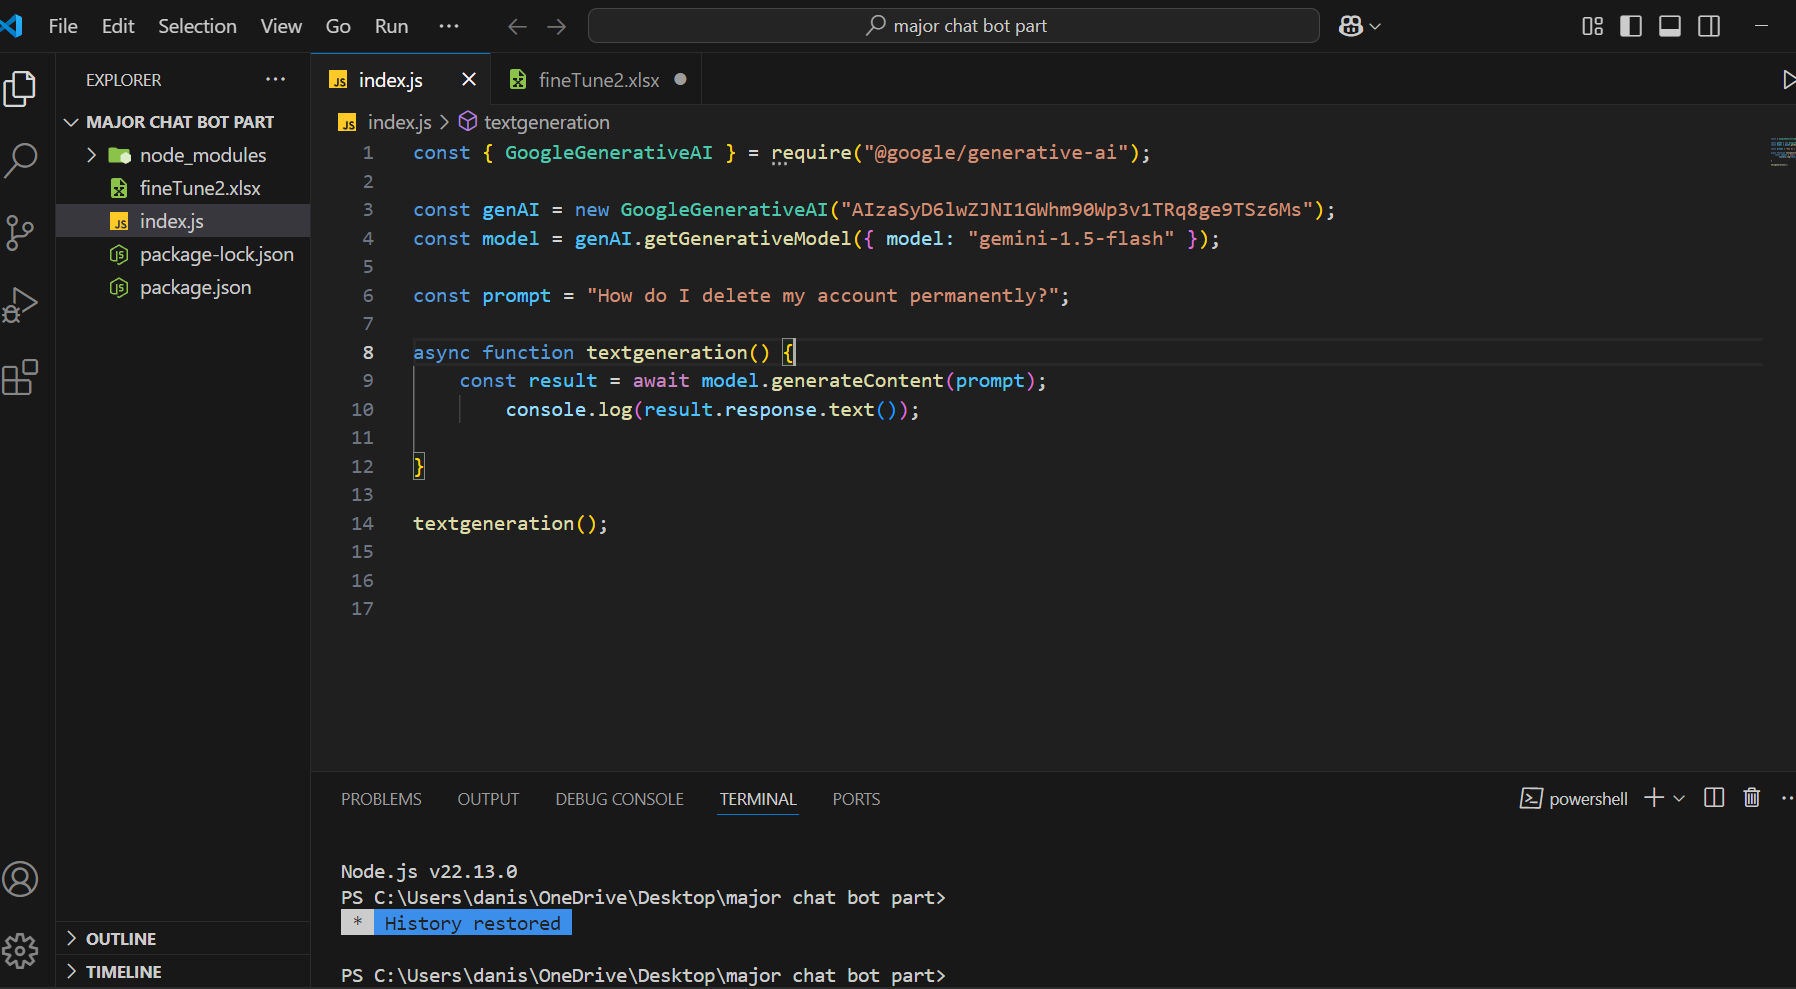 File Edit Selection View Go Run ··· major chat bot part
EXPLORER ···
MAJOR CHAT BOT PART
node_modules
fineTune2.xlsx
JS index.js
package-lock.json
package.json
OUTLINE
TIMELINE
JS index.js fineTune2.xlsx
JS index.js > textgeneration
1 const { GoogleGenerativeAI } = require("@google/generative-ai");
2
3 const genAI = new GoogleGenerativeAI("AIzaSyD6lwZJNI1GWhm90Wp3v1TRq8ge9TSz6Ms");
4 const model = genAI.getGenerativeModel({ model: "gemini-1.5-flash" });
5
6 const prompt = "How do I delete my account permanently?";
7
8 async function textgeneration() {
9 const result = await model.generateContent(prompt);
10 console.log(result.response.text());
11
12 }
13
14 textgeneration();
15
16
17
PROBLEMS OUTPUT DEBUG CONSOLE TERMINAL PORTS powershell
Node.js v22.13.0
PS C:\Users\danis\OneDrive\Desktop\major chat bot part>
* History restored
PS C:\Users\danis\OneDrive\Desktop\major chat bot part>